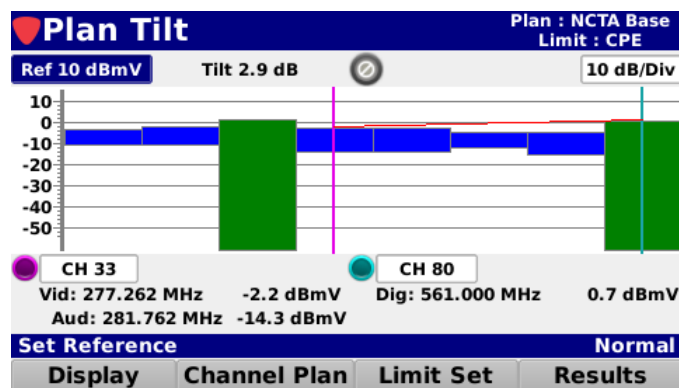 Plan Tilt
Plan : NCTA Base
Limit : CPE
Ref 10 dBmV Tilt 2.9 dB 10 dB/Div
10
0
-10
-20
-30
-40
-50
CH 33 CH 80
Vid: 277.262 MHz -2.2 dBmV Dig: 561.000 MHz 0.7 dBmV
Aud: 281.762 MHz -14.3 dBmV
Set Reference Normal
Display Channel Plan Limit Set Results